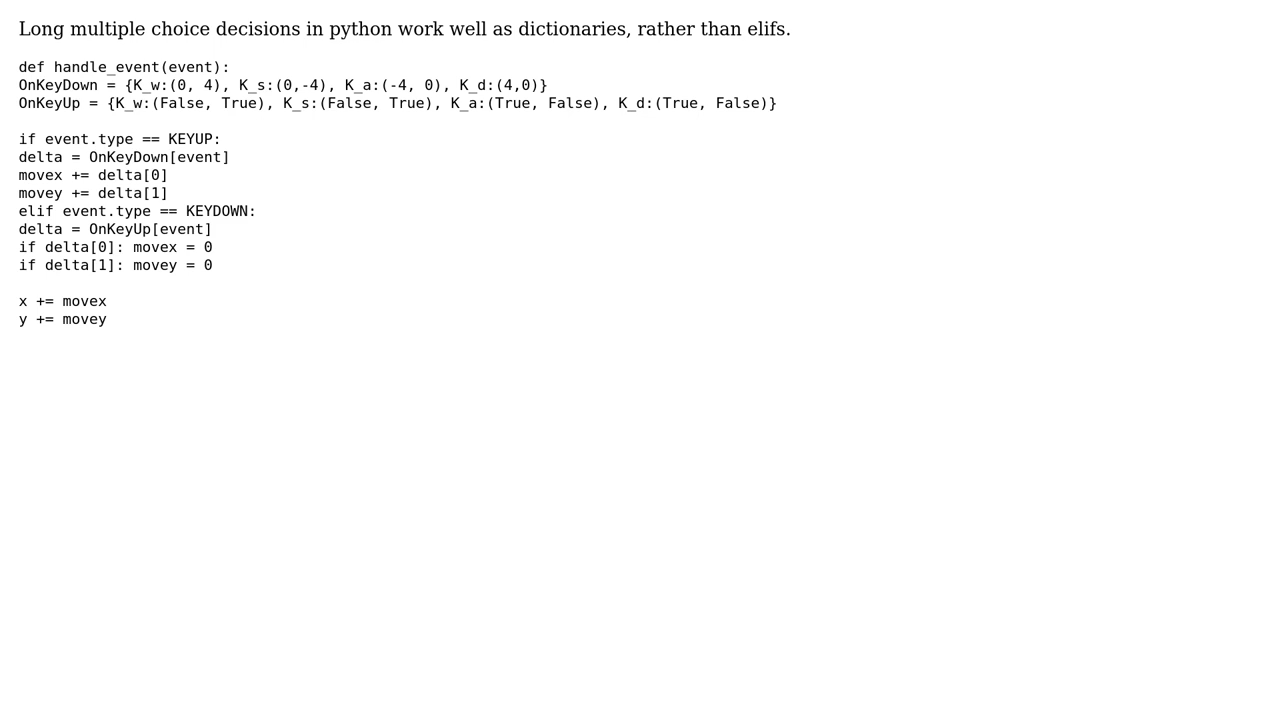 Long multiple choice decisions in python work well as dictionaries, rather than elifs.
def handle_event(event):
OnKeyDown = {K_w:(0, 4), K_s:(0,-4), K_a:(-4, 0), K_d:(4,0)}
OnKeyUp = {K_w:(False, True), K_s:(False, True), K_a:(True, False), K_d:(True, False)}
if event.type == KEYUP:
delta = OnKeyDown[event]
movex += delta[0]
movey += delta[1]
elif event.type == KEYDOWN:
delta = OnKeyUp[event]
if delta[0]: movex = 0
if delta[1]: movey = 0
x += movex
y += movey